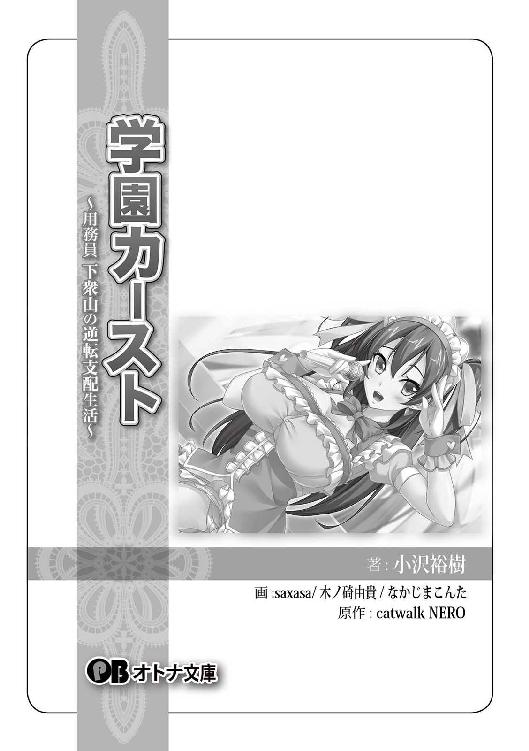 学園カースト
～用務員 下衆山の逆転支配生活～
著：小沢裕樹
画：saxasa/木ノ碕由貴/なかじまこんた
原作：catwalk NERO
PB オトナ文庫